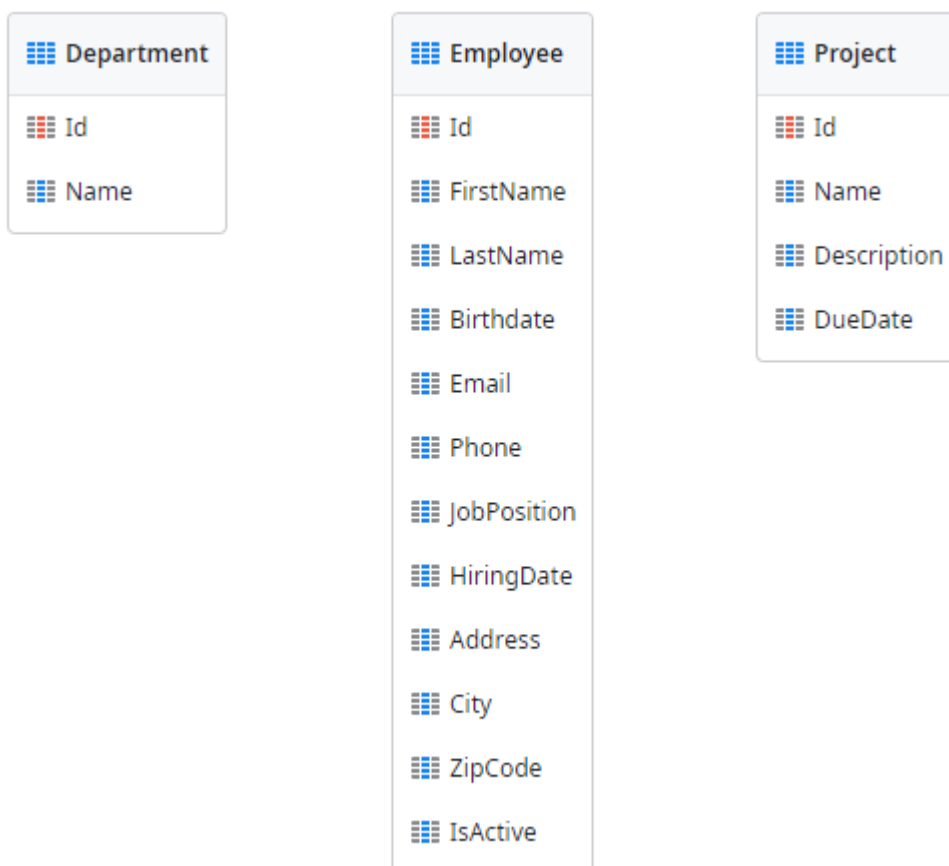 Department
Id
Name
Employee
Id
FirstName
LastName
Birthdate
Email
Phone
JobPosition
HiringDate
Address
City
ZipCode
IsActive
Project
Id
Name
Description
DueDate